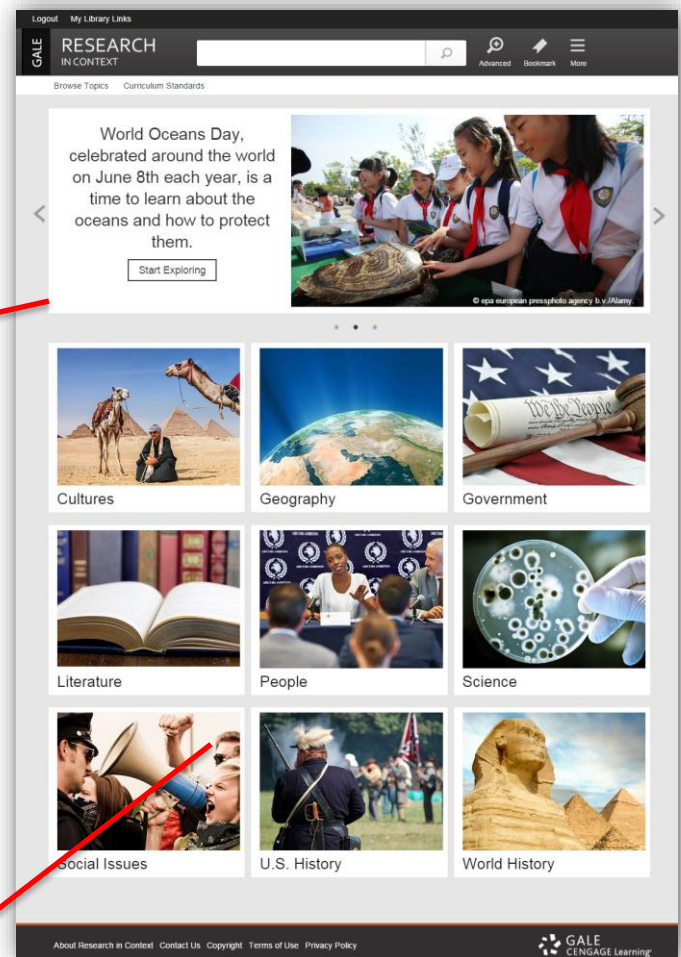 Logout My Library Links
GALE
RESEARCH
IN CONTEXT
Advanced Bookmark More
Browse Topics Curriculum Standards
World Oceans Day,
celebrated around the world
on June 8th each year, is a
time to learn about the
oceans and how to protect
them.
Start Exploring
© epa european pressphoto agency b.v./Alamy.
Cultures Geography Government
We the People
Literature People Science
Social Issues U.S. History World History
About Research in Context Contact Us Copyright Terms of Use Privacy Policy
GALE
CENGAGE Learning®